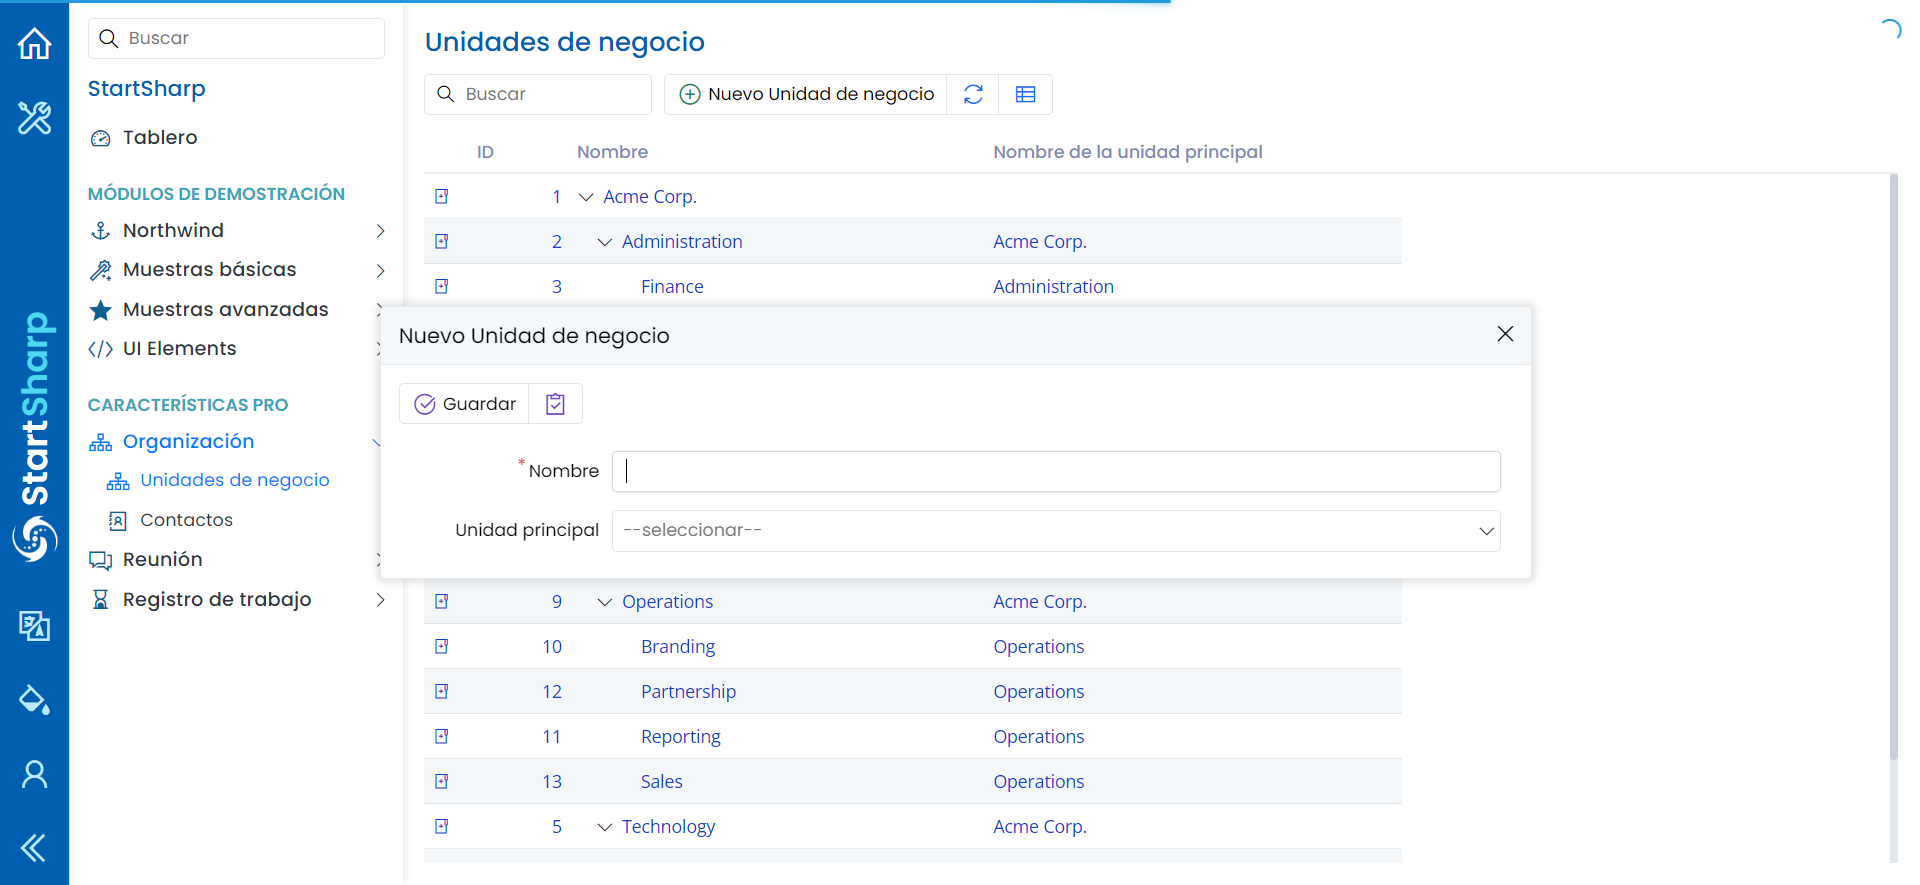 Buscar
StartSharp
Tablero
MÓDULOS DE DEMOSTRACIÓN
Northwind
Muestras básicas
Muestras avanzadas
UI Elements
CARACTERÍSTICAS PRO
Organización
Unidades de negocio
Contactos
Reunión
Registro de trabajo
StartSharp
Unidades de negocio
Buscar
Nuevo Unidad de negocio
ID Nombre Nombre de la unidad principal
1 Acme Corp.
2 Administration Acme Corp.
3 Finance Administration
Nuevo Unidad de negocio
Guardar
* Nombre
Unidad principal --seleccionar--
9 Operations Acme Corp.
10 Branding Operations
12 Partnership Operations
11 Reporting Operations
13 Sales Operations
5 Technology Acme Corp.